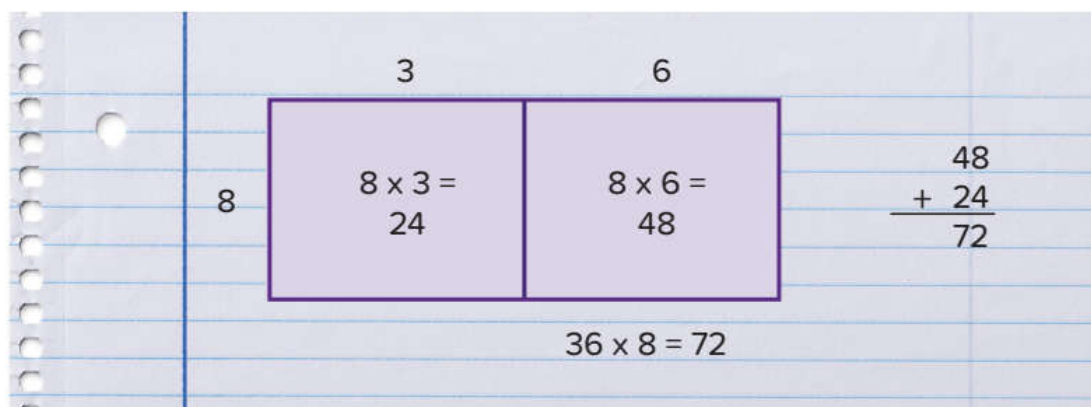 3 6
8
8 x 3 =
24
8 x 6 =
48
48
+ 24
72
36 x 8 = 72